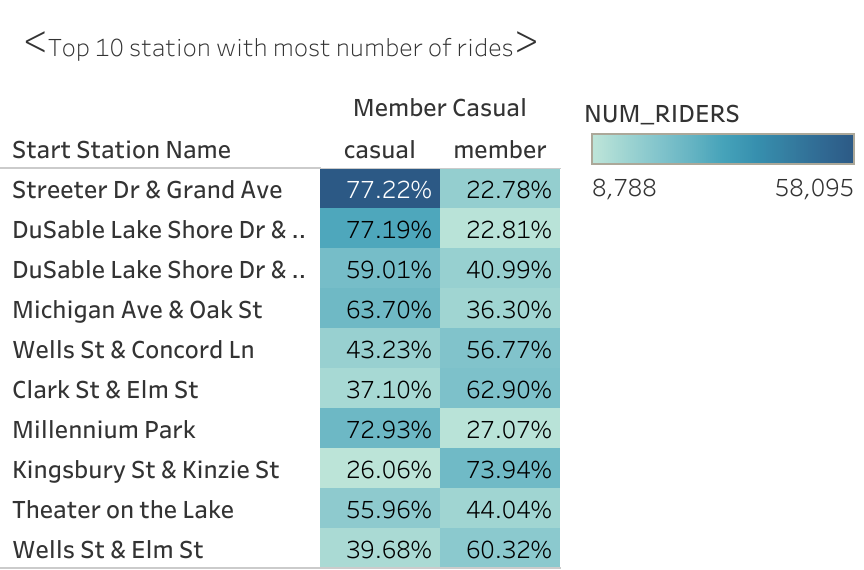 <Top 10 station with most number of rides>
Member Casual
NUM_RIDERS
Start Station Name casual member
8,788 58,095
Streeter Dr & Grand Ave 77.22% 22.78%
DuSable Lake Shore Dr & .. 77.19% 22.81%
DuSable Lake Shore Dr & .. 59.01% 40.99%
Michigan Ave & Oak St 63.70% 36.30%
Wells St & Concord Ln 43.23% 56.77%
Clark St & Elm St 37.10% 62.90%
Millennium Park 72.93% 27.07%
Kingsbury St & Kinzie St 26.06% 73.94%
Theater on the Lake 55.96% 44.04%
Wells St & Elm St 39.68% 60.32%